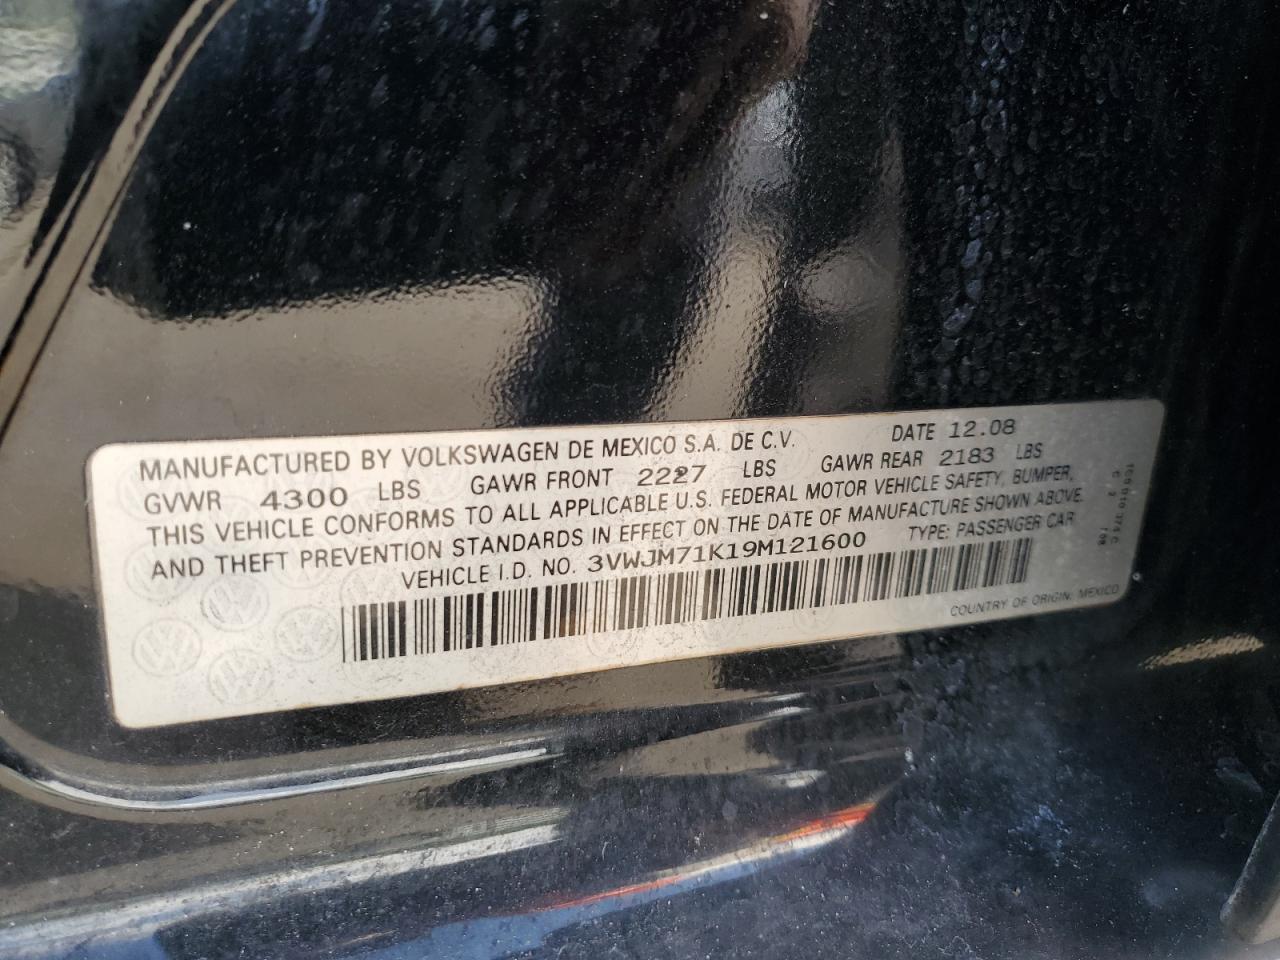 MANUFACTURED BY VOLKSWAGEN DE MEXICO S.A. DE C.V. DATE 12.08
GVWR 4300 LBS GAWR FRONT 2227 LBS GAWR REAR 2183 LBS
THIS VEHICLE CONFORMS TO ALL APPLICABLE U.S. FEDERAL MOTOR VEHICLE SAFETY, BUMPER,
AND THEFT PREVENTION STANDARDS IN EFFECT ON THE DATE OF MANUFACTURE SHOWN ABOVE.
VEHICLE I.D. NO. 3VWJM71K19M121600 TYPE: PASSENGER CAR
COUNTRY OF ORIGIN: MEXICO